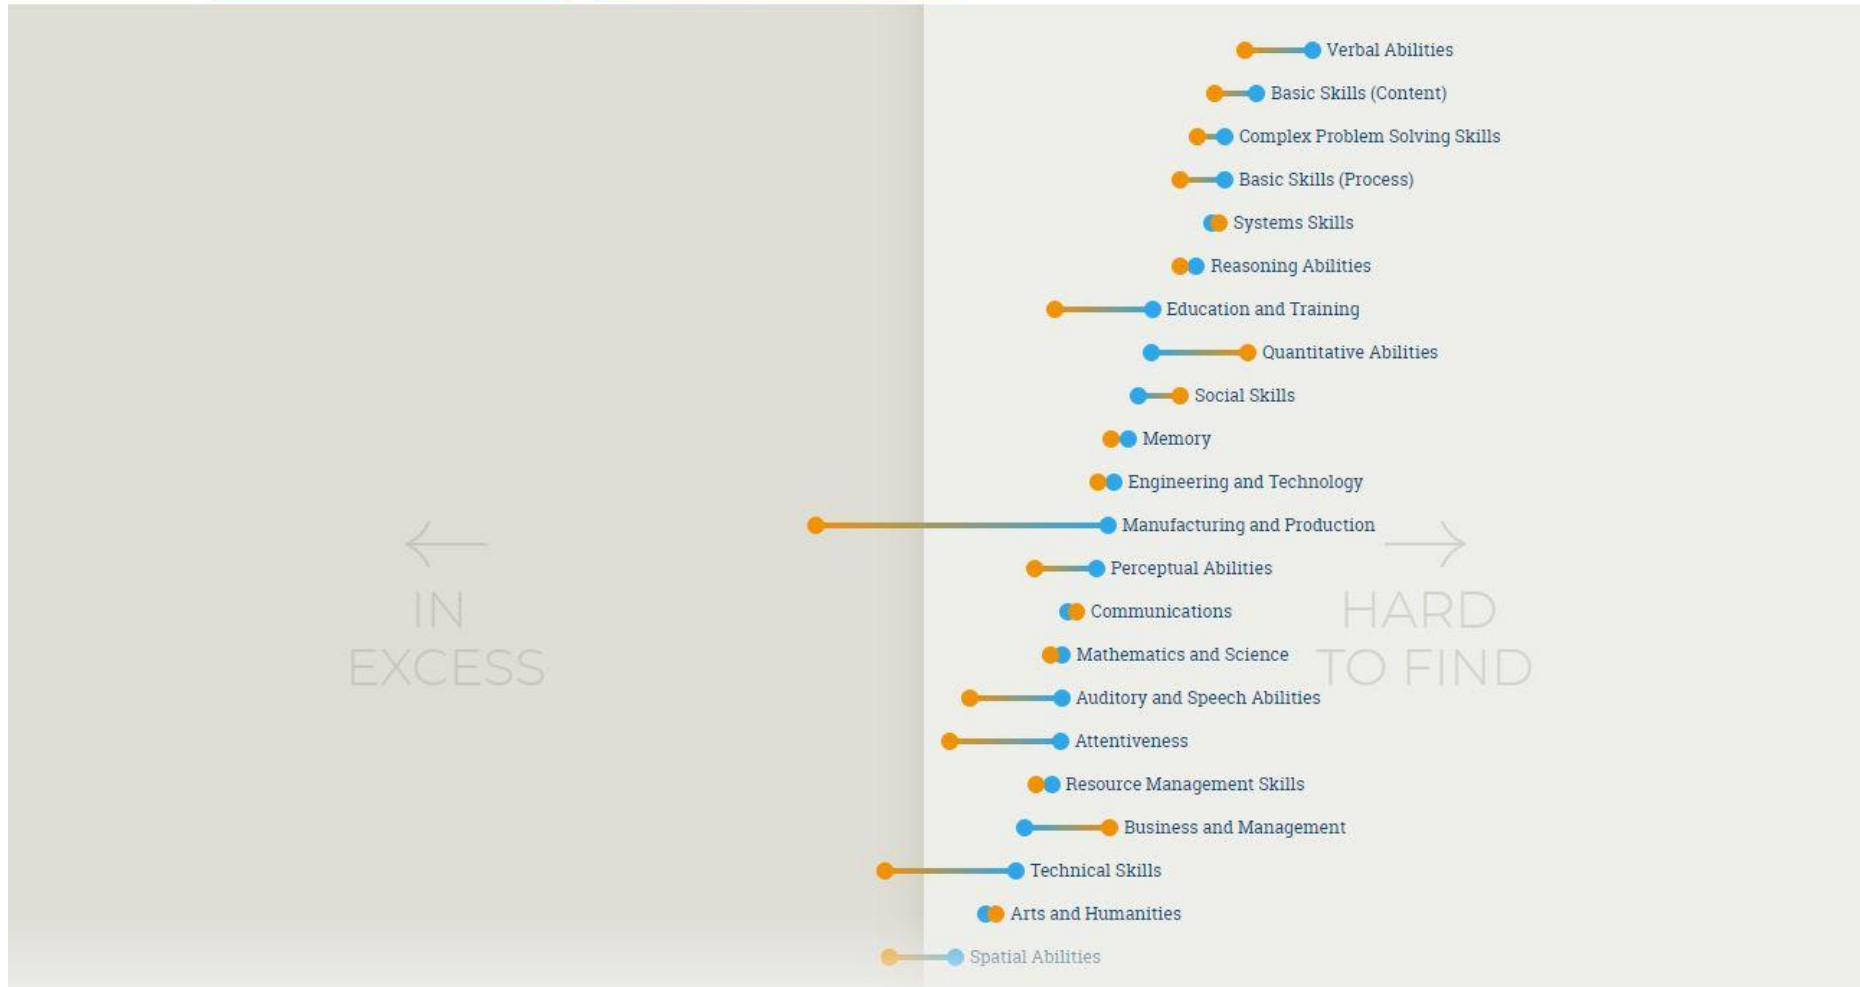 Verbal Abilities
Basic Skills (Content)
Complex Problem Solving Skills
Basic Skills (Process)
Systems Skills
Reasoning Abilities
Education and Training
Quantitative Abilities
Social Skills
Memory
Engineering and Technology
Manufacturing and Production
Perceptual Abilities
Communications
IN
EXCESS
HARD
TO FIND
Mathematics and Science
Auditory and Speech Abilities
Attentiveness
Resource Management Skills
Business and Management
Technical Skills
Arts and Humanities
Spatial Abilities